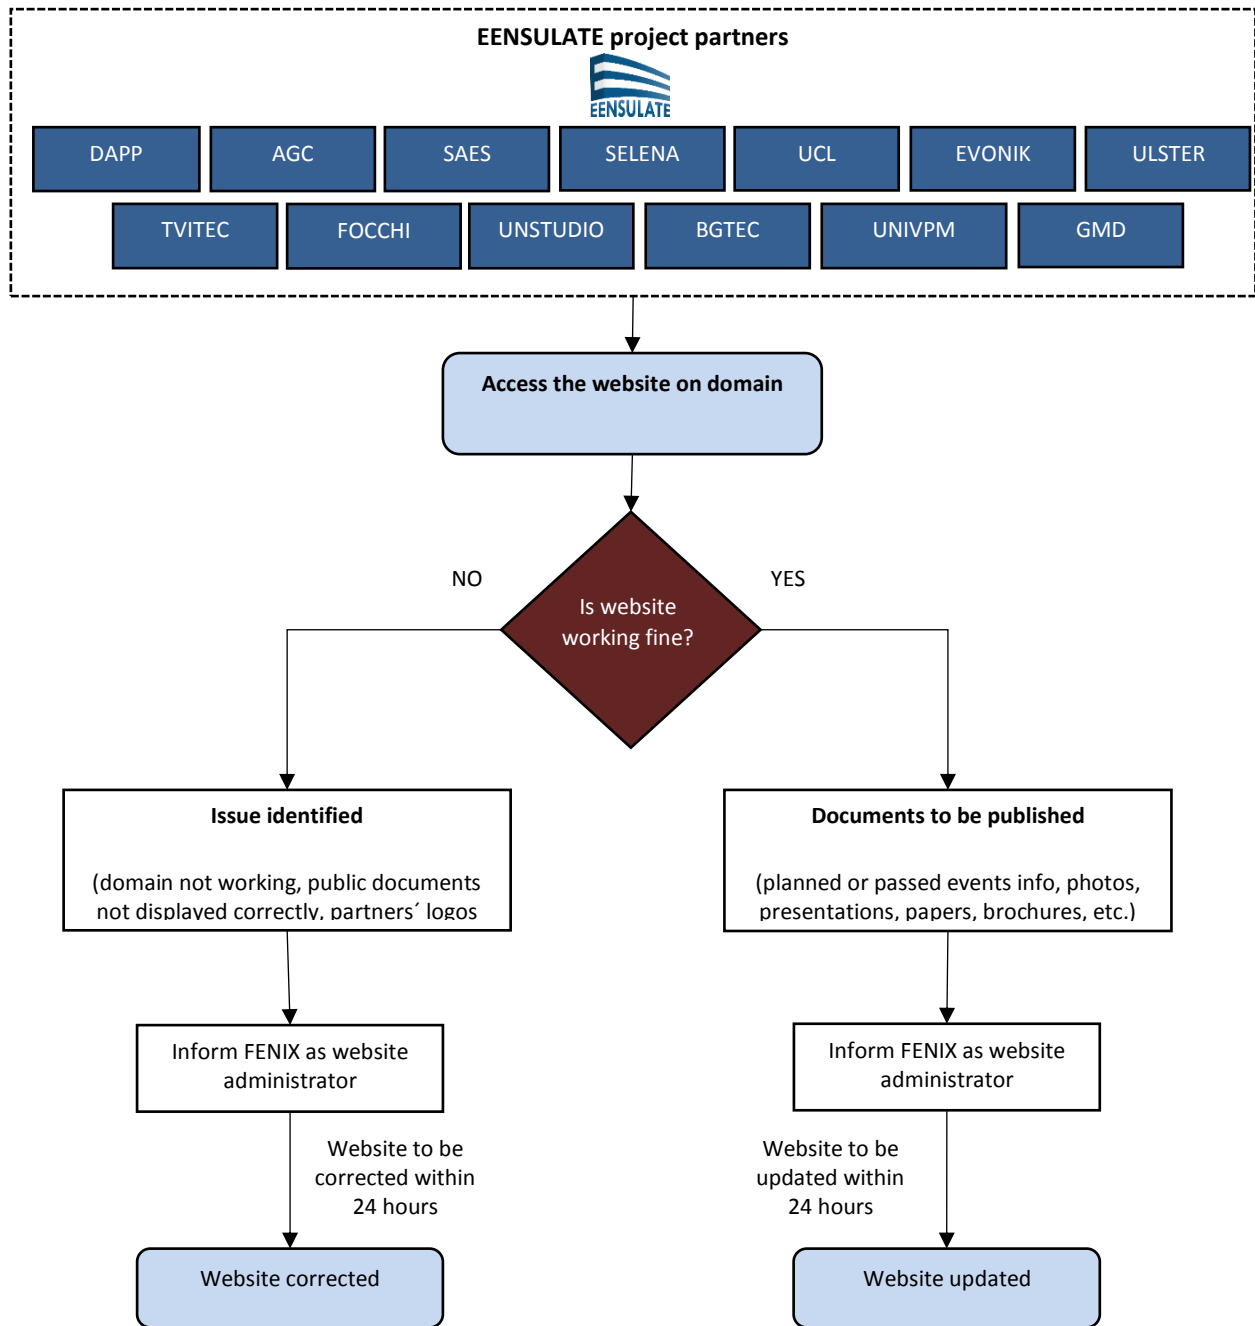 EENSULATE project partners
EENSULATE
DAPP
AGC
SAES
SELENA
UCL
EVONIK
ULSTER
TVITEC
FOCCHI
UNSTUDIO
BGTEC
UNIVPM
GMD
Access the website on domain
NO
YES
Is website
working fine?
Issue identified
(domain not working, public documents
not displayed correctly, partners´ logos
Documents to be published
(planned or passed events info, photos,
presentations, papers, brochures, etc.)
Inform FENIX as website
administrator
Inform FENIX as website
administrator
Website to be
corrected within
24 hours
Website to be
updated within
24 hours
Website corrected
Website updated